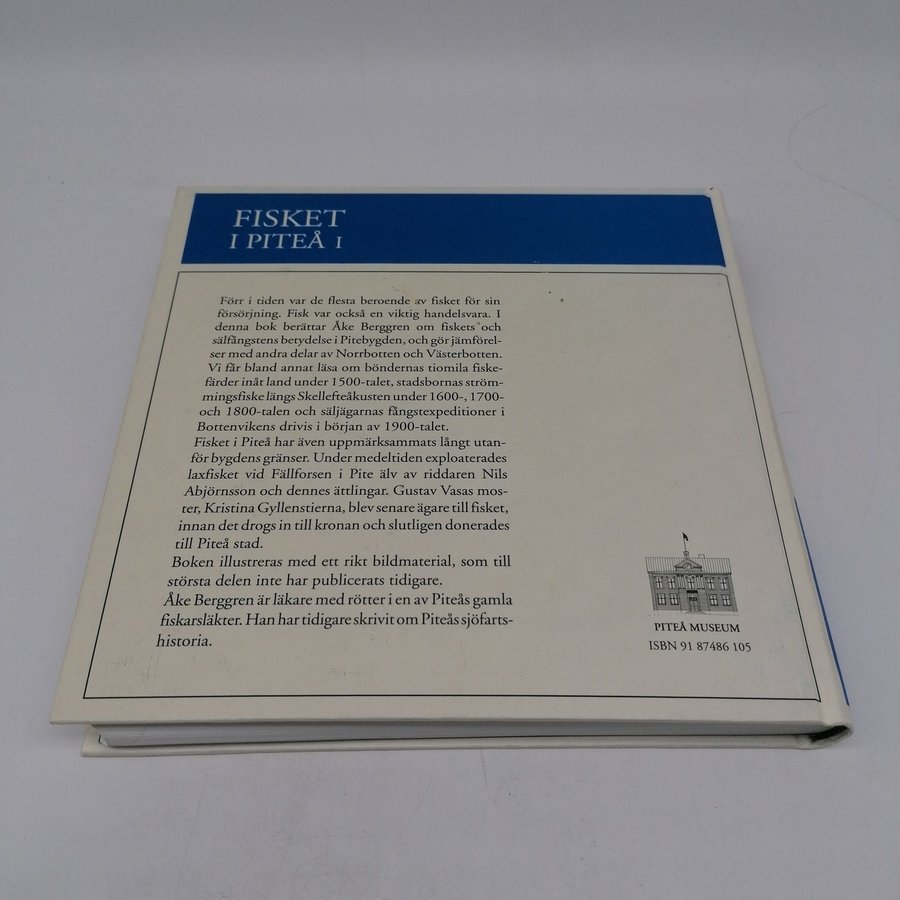 FISKET
I PITEÅ I
Förr i tiden var de flesta beroende av fisket för sin
försörjning. Fisk var också en viktig handelsvara. I
denna bok berättar Åke Berggren om fiskets och
sälfångstens betydelse i Pitebygden, och gör jämförel-
ser med andra delar av Norrbotten och Västerbotten.
Vi får bland annat läsa om böndernas tiomila fiske-
färder inåt land under 1500-talet, stadsbornas ström-
mingsfiske längs Skellefteåkusten under 1600-, 1700-
och 1800-talen och säljägarnas fångstexpeditioner i
Bottenvikens drivis i början av 1900-talet.
Fisket i Piteå har även uppmärksammats långt utan-
för bygdens gränser. Under medeltiden exploaterades
laxfisket vid Fällforsen i Pite älv av riddaren Nils
Abjörnsson och dennes ättlingar. Gustav Vasas mos-
ter, Kristina Gyllenstierna, blev senare ägare till fisket,
innan det drogs in till kronan och slutligen donerades
till Piteå stad.
Boken illustreras med ett rikt bildmaterial, som till
största delen inte har publicerats tidigare.
Åke Berggren är läkare med rötter i en av Piteås gamla
fiskarsläkter. Han har tidigare skrivit om Piteås sjöfarts-
historia.
PITEÅ MUSEUM
ISBN 91 87486 105